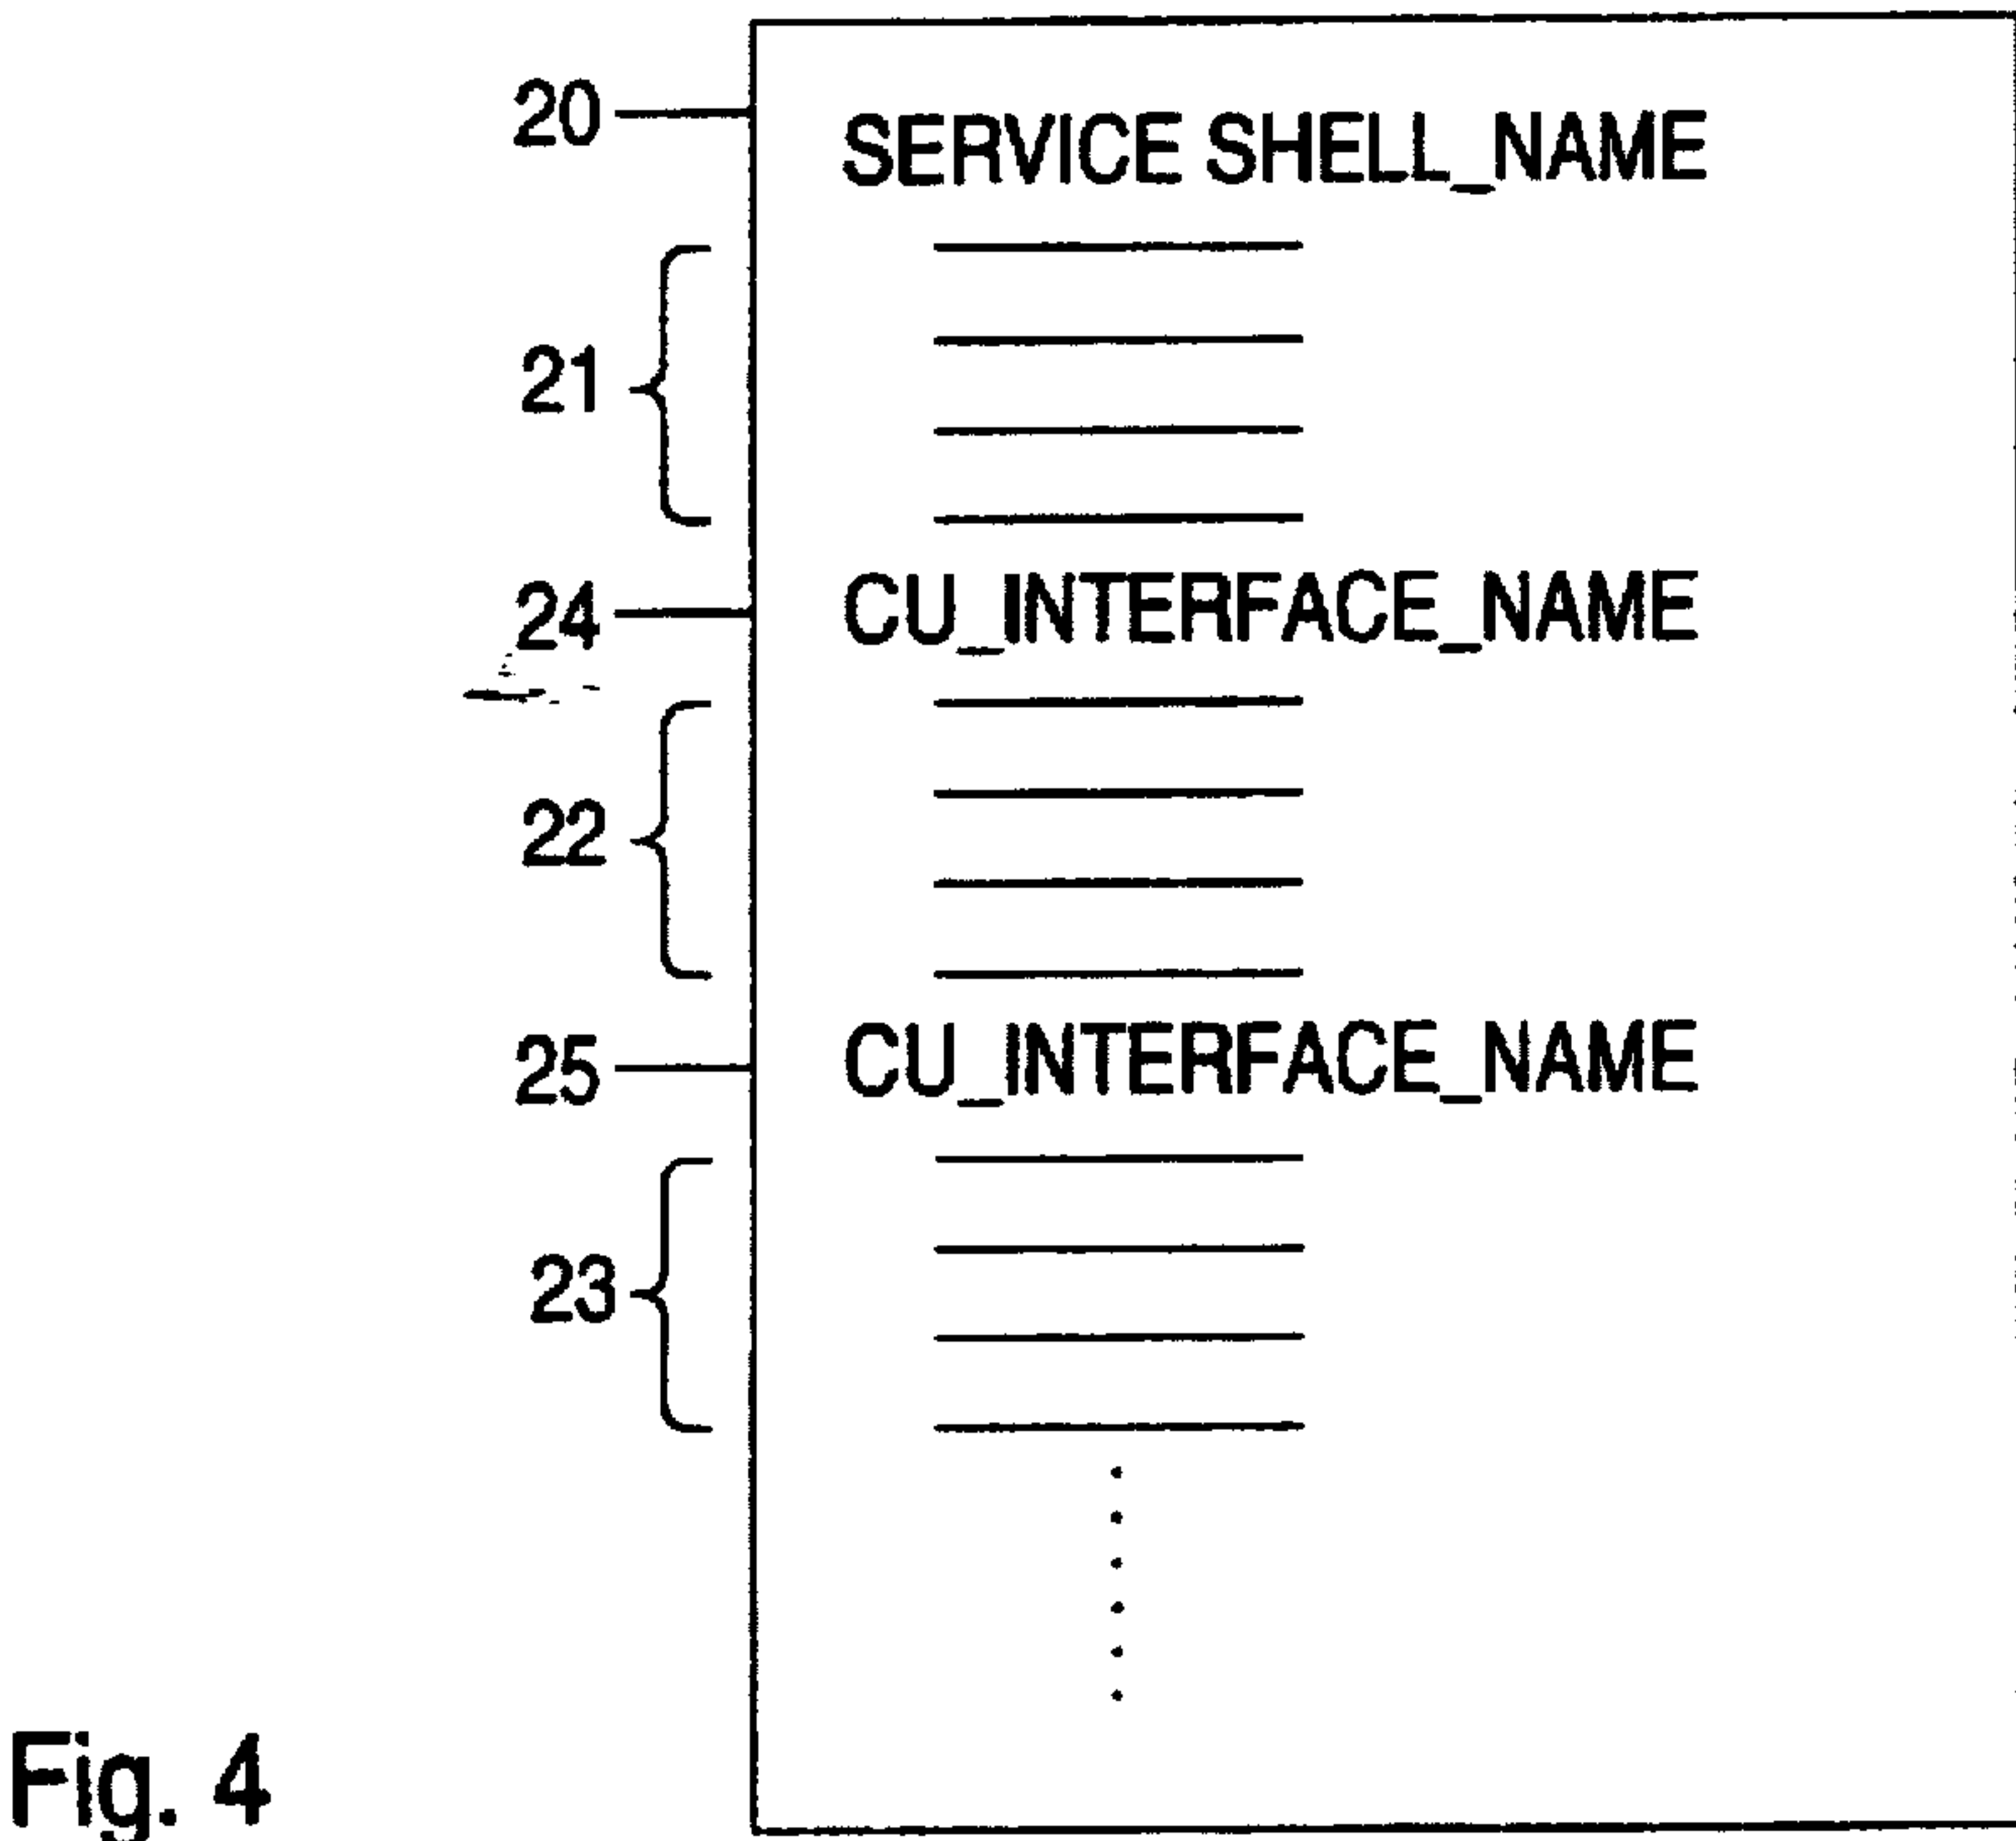 20 SERVICE SHELL_NAME
21
24 CU_INTERFACE_NAME
22
25 CU_INTERFACE_NAME
23
Fig. 4